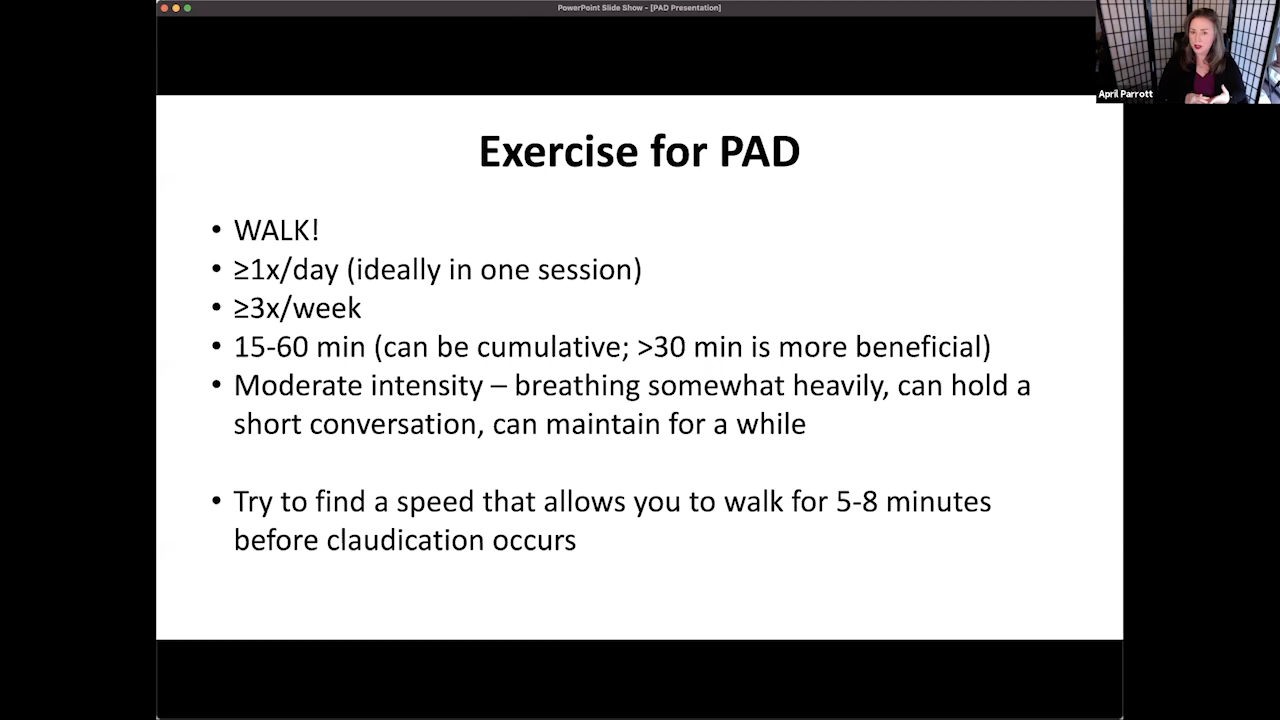 PowerPoint Slide Show - [PAD Presentation]
April Parrott
Exercise for PAD
• WALK!
• ≥1x/day (ideally in one session)
• ≥3x/week
• 15-60 min (can be cumulative; >30 min is more beneficial)
• Moderate intensity – breathing somewhat heavily, can hold a
short conversation, can maintain for a while
• Try to find a speed that allows you to walk for 5-8 minutes
before claudication occurs